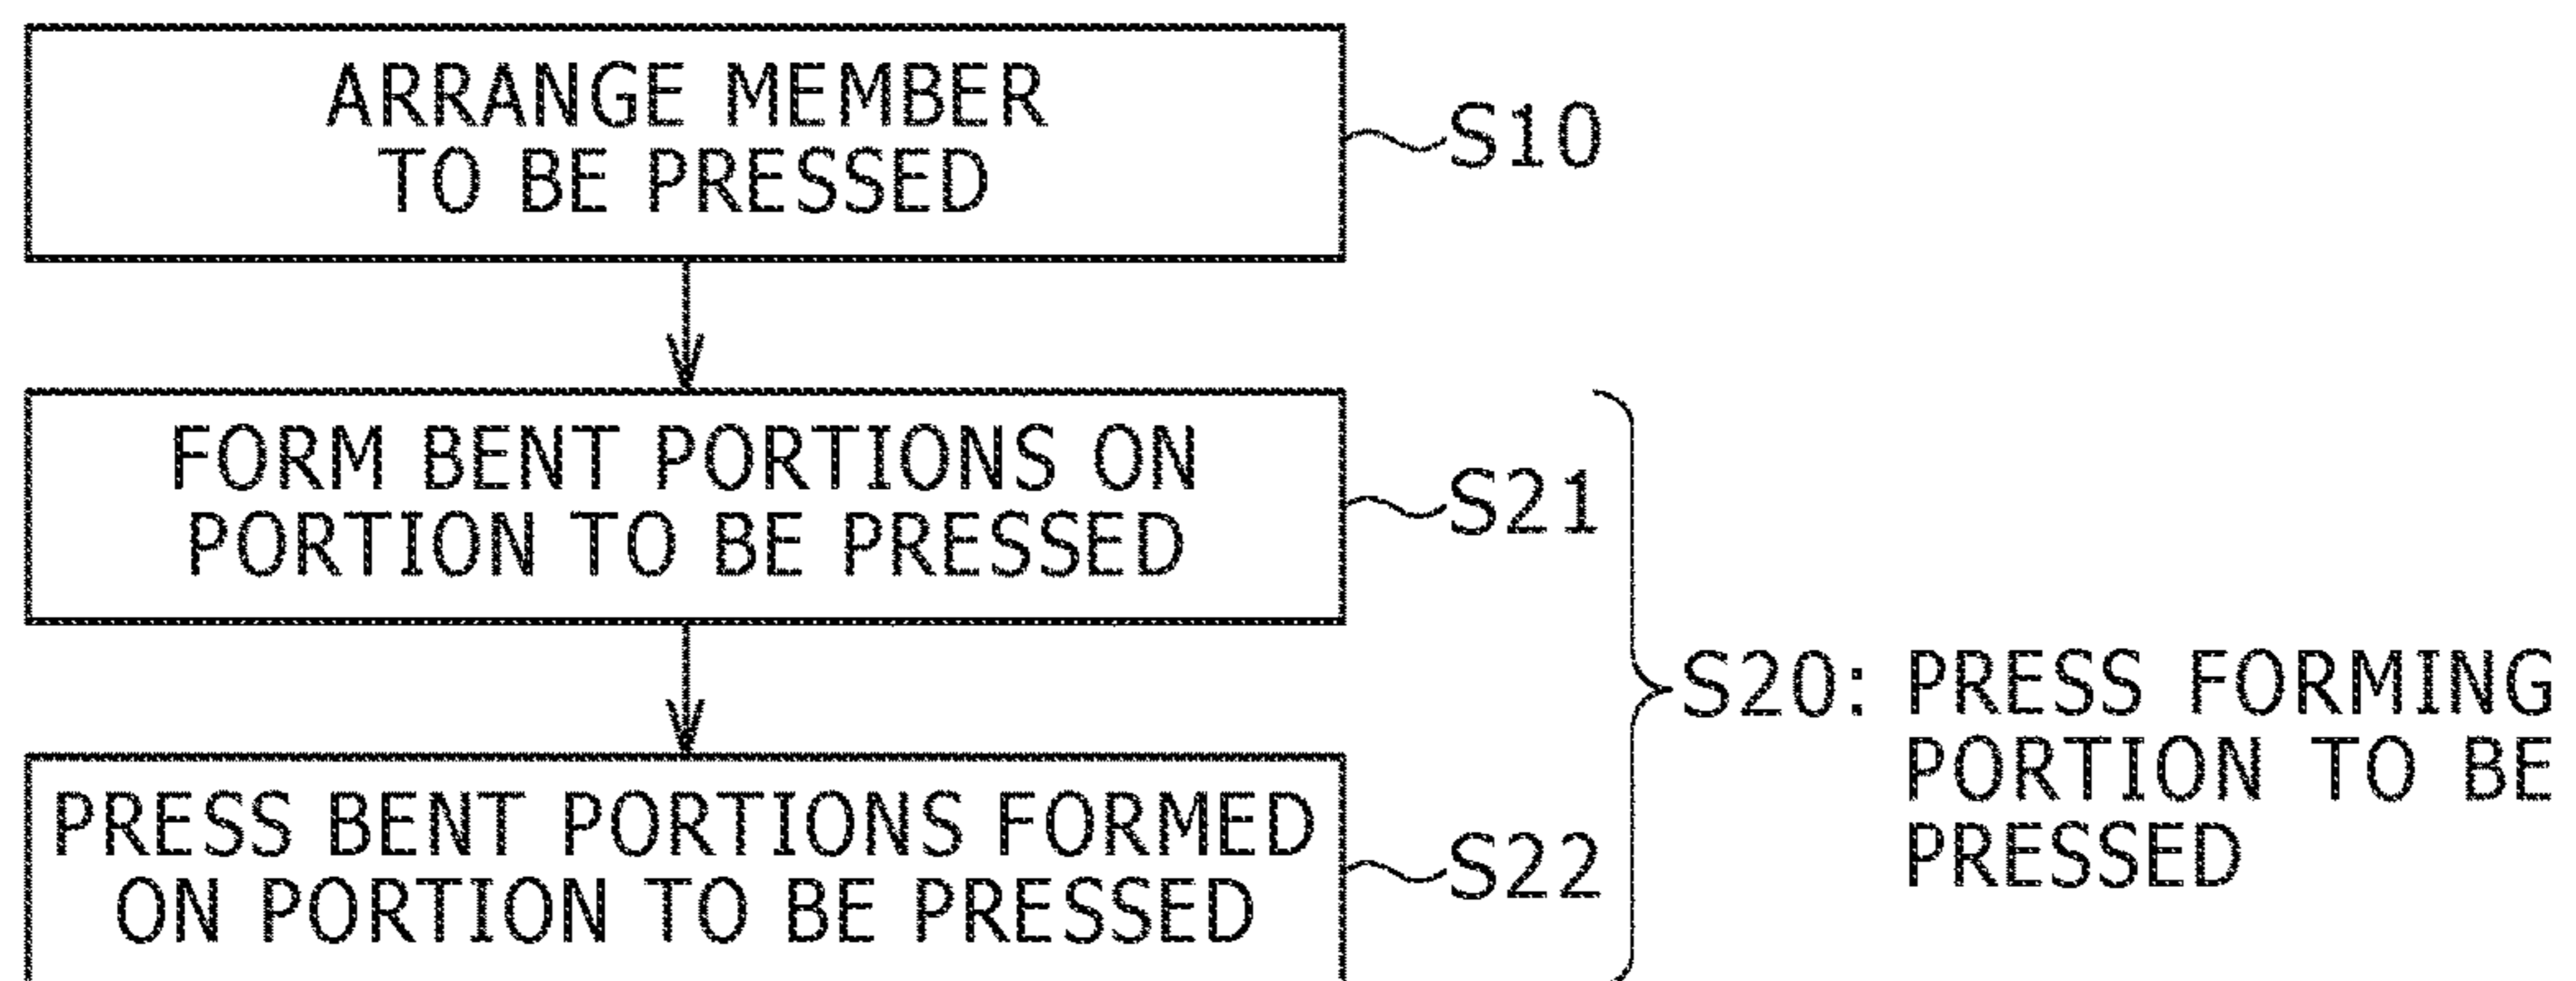 ARRANGE MEMBER
TO BE PRESSED
S10
FORM BENT PORTIONS ON
PORTION TO BE PRESSED
S21
PRESS BENT PORTIONS FORMED
ON PORTION TO BE PRESSED
S22
S20: PRESS FORMING
PORTION TO BE
PRESSED